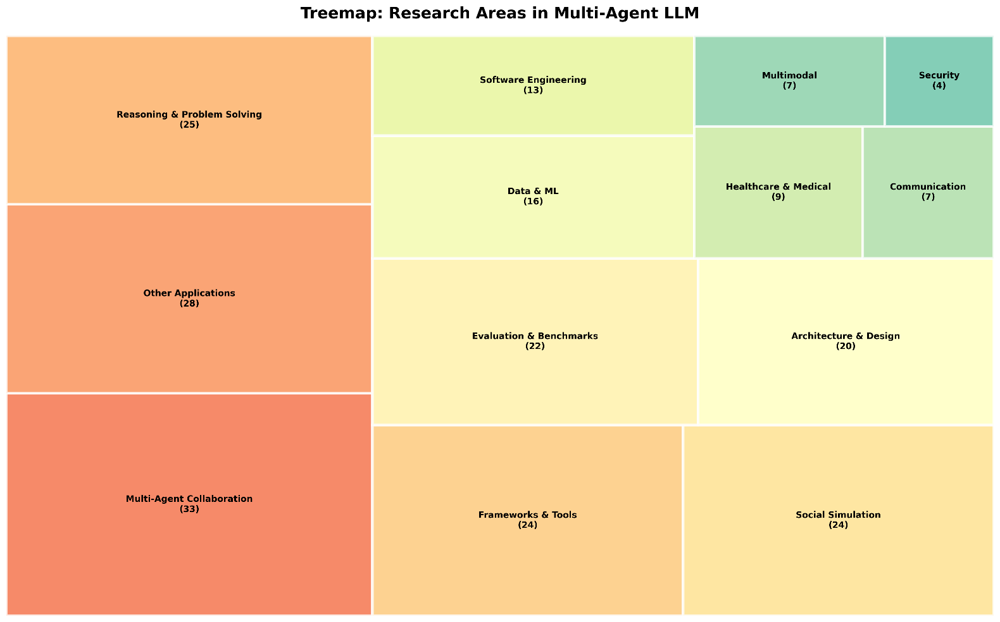 Treemap: Research Areas in Multi-Agent LLM
Reasoning & Problem Solving
(25)
Other Applications
(28)
Multi-Agent Collaboration
(33)
Software Engineering
(13)
Data & ML
(16)
Evaluation & Benchmarks
(22)
Frameworks & Tools
(24)
Multimodal
(7)
Security
(4)
Healthcare & Medical
(9)
Communication
(7)
Architecture & Design
(20)
Social Simulation
(24)